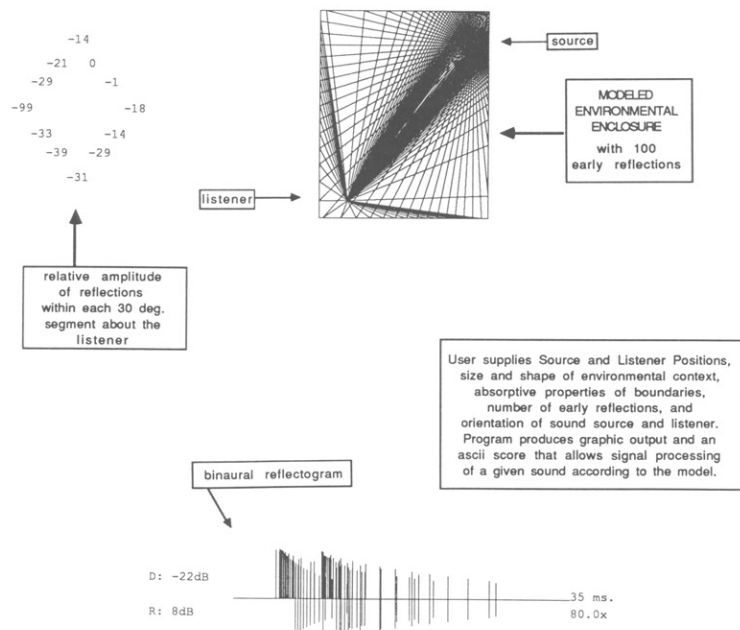 -14
-21 0
-29 -1
-99 -18
-33 -14
-39 -29
-31
source
MODELED
ENVIRONMENTAL
ENCLOSURE
with 100
early reflections
listener
relative amplitude
of reflections
within each 30 deg.
segment about the
listener
User supplies Source and Listener Positions,
size and shape of environmental context,
absorptive properties of boundaries,
number of early reflections, and
orientation of sound source and listener.
Program produces graphic output and an
ascii score that allows signal processing
of a given sound according to the model.
binaural reflectogram
D: -22dB
35 ms.
R: 8dB
80.0x